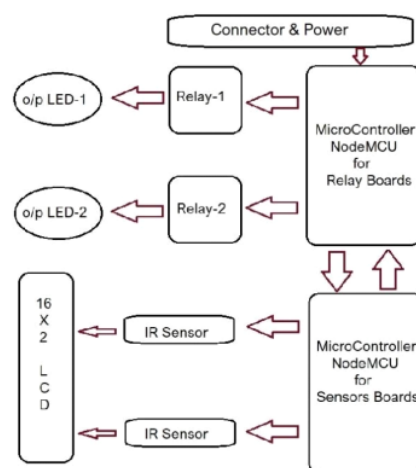 Connector & Power
o/p LED-1
Relay-1
MicroController
NodeMCU
for
Relay Boards
o/p LED-2
Relay-2
16
X
2
L
C
D
IR Sensor
MicroController
NodeMCU
for
Sensors Boards
IR Sensor